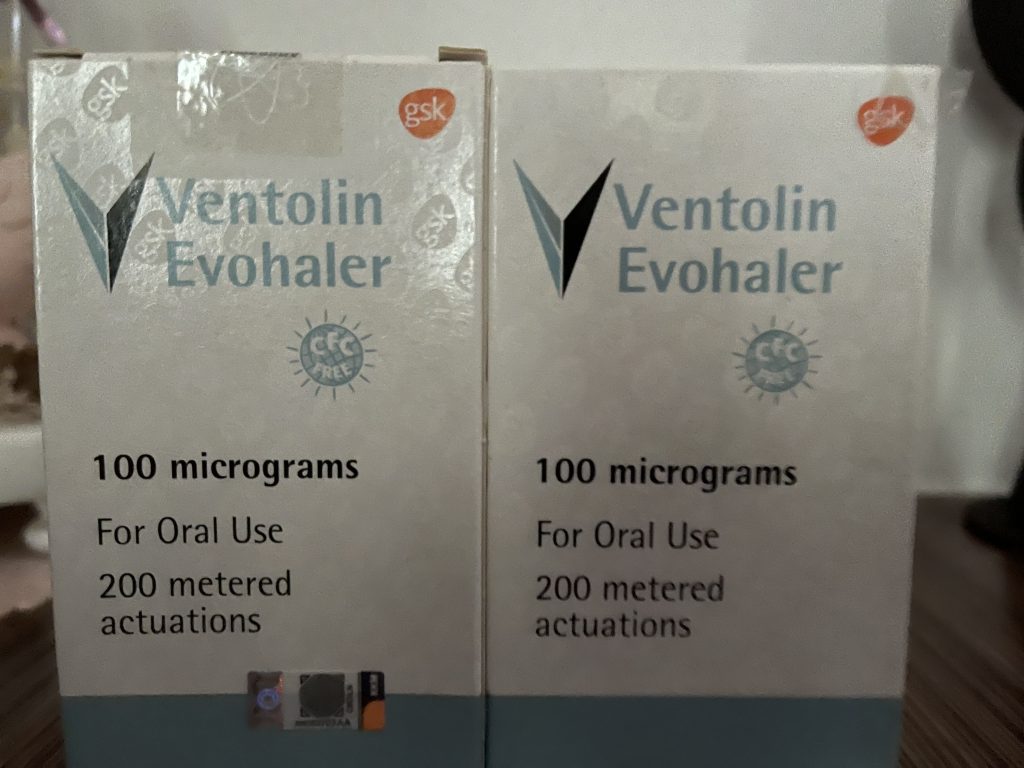 gsk
Ventolin
Evohaler
CFC
FREE
100 micrograms
For Oral Use
200 metered
actuations
gsk
Ventolin
Evohaler
CFC
FREE
100 micrograms
For Oral Use
200 metered
actuations